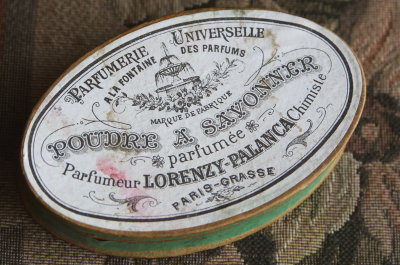 PARFUMERIE UNIVERSELLE
A LA FONTAINE DES PARFUMS
MARQUE DE FABRIQUE
POUDRE A SAVONNER
parfumée
Parfumeur LORENZY-PALANCA Chimiste
PARIS-GRASSE